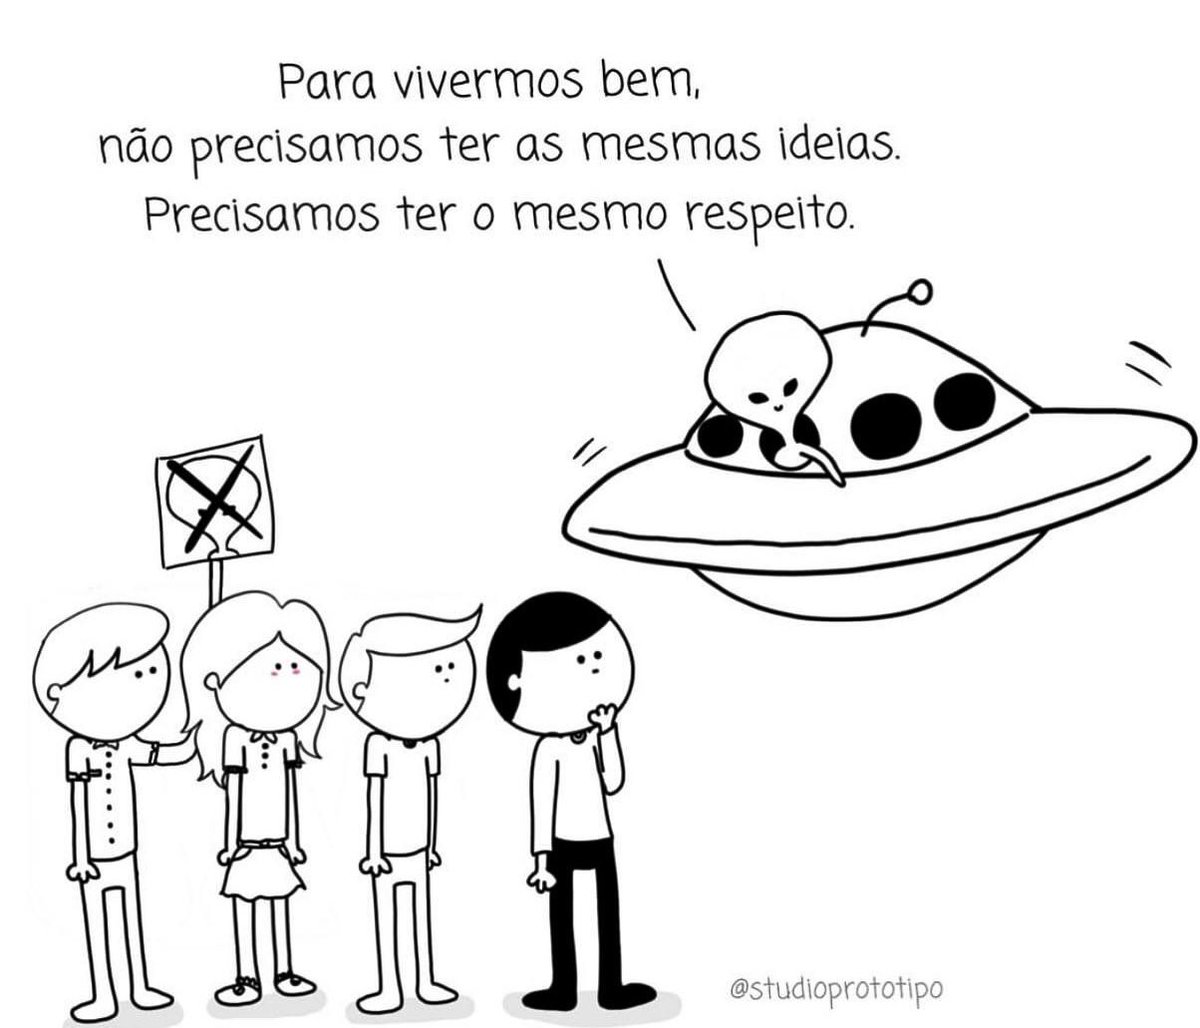 Para vivermos bem,
não precisamos ter as mesmas ideias.
Precisamos ter o mesmo respeito.
@studioprototipo